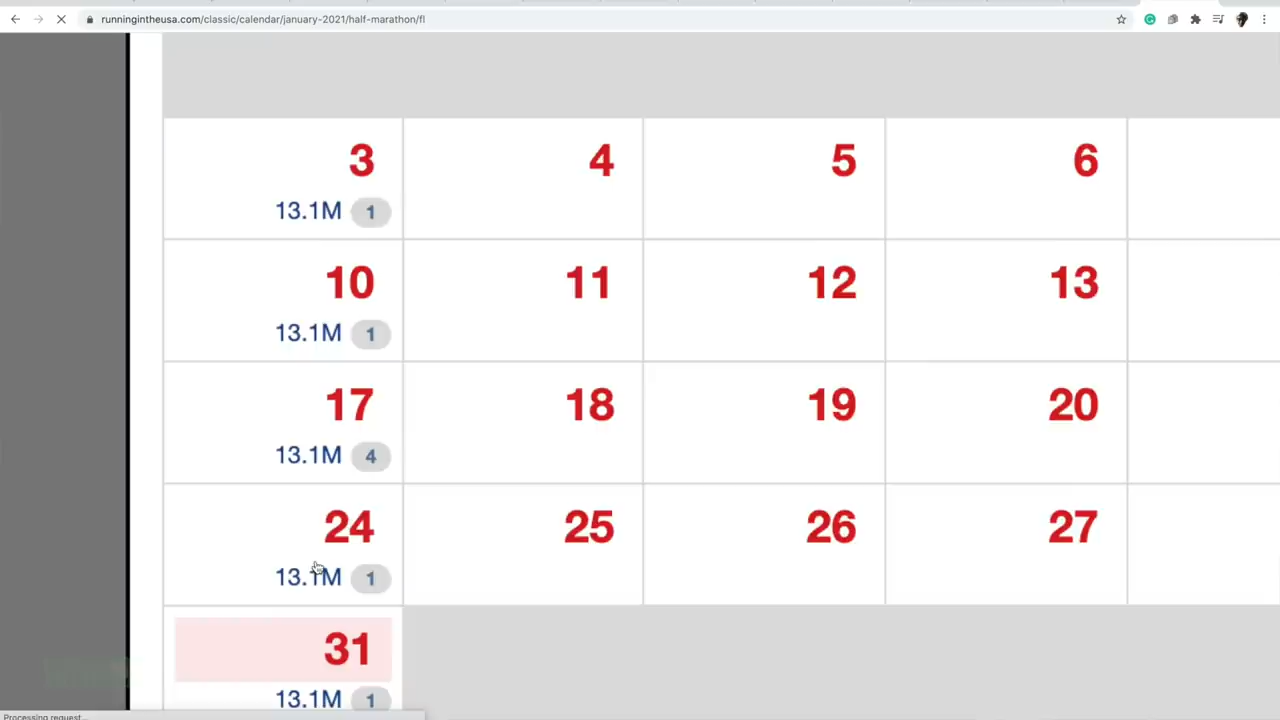 runningintheusa.com/classic/calendar/january-2021/half-marathon/fl
3 4 5 6
13.1M 1
10 11 12 13
13.1M 1
17 18 19 20
13.1M 4
24 25 26 27
13.1M 1
31
13.1M 1
Processing request...